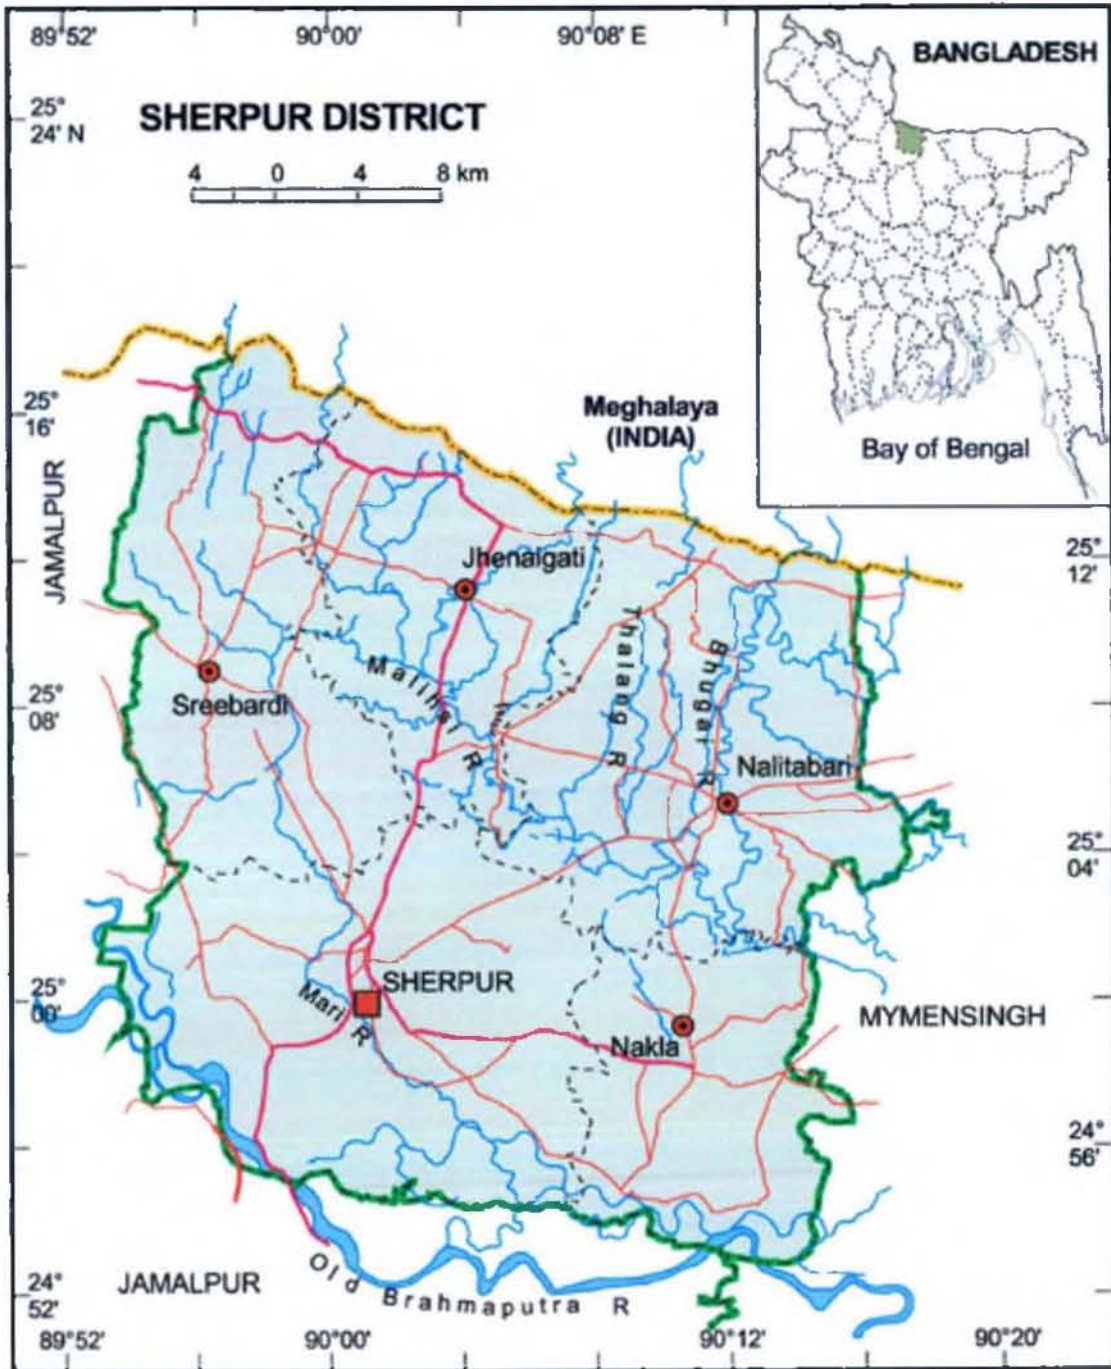 89°52'
90°00'
90°08' E
BANGLADESH
25°
24' N
SHERPUR DISTRICT
4 0 4 8 km
Meghalaya
(INDIA)
Bay of Bengal
25°
16'
JAMALPUR
25°
12'
Jhenaigati
Thalang R
Bhugai R
Malijhi R
Sreebardi
25°
08'
Nalitabari
25°
04'
SHERPUR
25°
00'
Mari R
MYMENSINGH
Nakla
24°
56'
JAMALPUR
Old Brahmaputra R
24°
52'
89°52'
90°00'
90°12'
90°20'